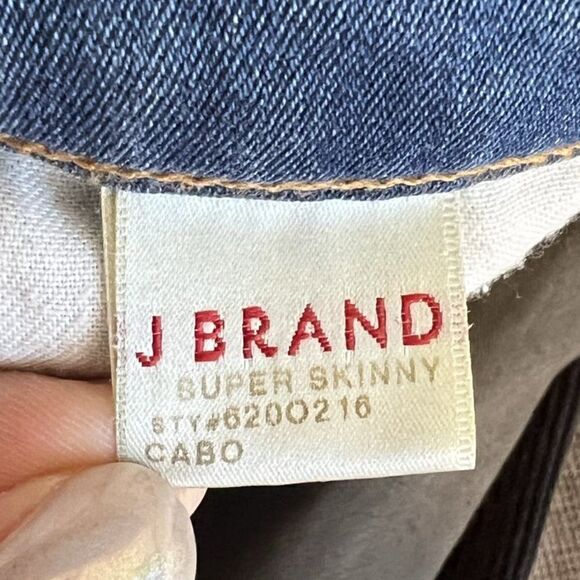 J BRAND
SUPER SKINNY
STY#620O216
CABO